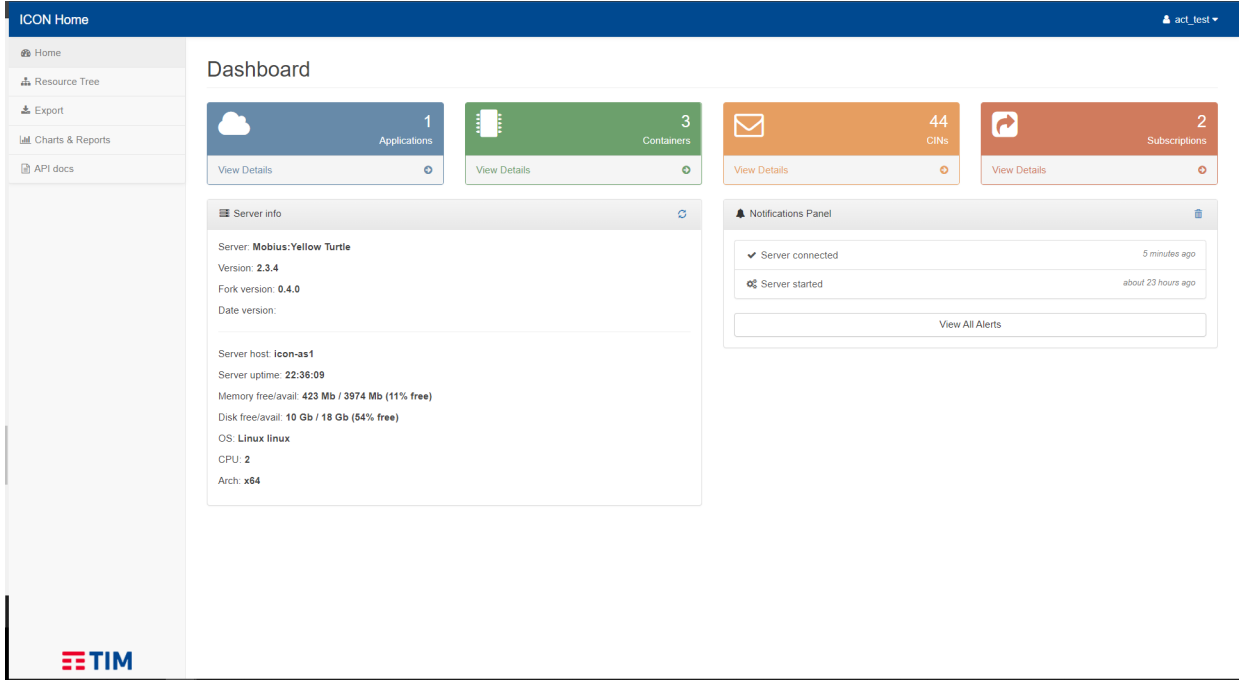 ICON Home
act_test
Home
Resource Tree
Export
Charts & Reports
API docs
Dashboard
1
Applications
View Details
3
Containers
View Details
44
CINs
View Details
2
Subscriptions
View Details
Server info
Server: Mobius:Yellow Turtle
Version: 2.3.4
Fork version: 0.4.0
Date version:
Server host: icon-as1
Server uptime: 22:36:09
Memory free/avail: 423 Mb / 3974 Mb (11% free)
Disk free/avail: 10 Gb / 18 Gb (54% free)
OS: Linux linux
CPU: 2
Arch: x64
Notifications Panel
Server connected 5 minutes ago
Server started about 23 hours ago
View All Alerts
TIM